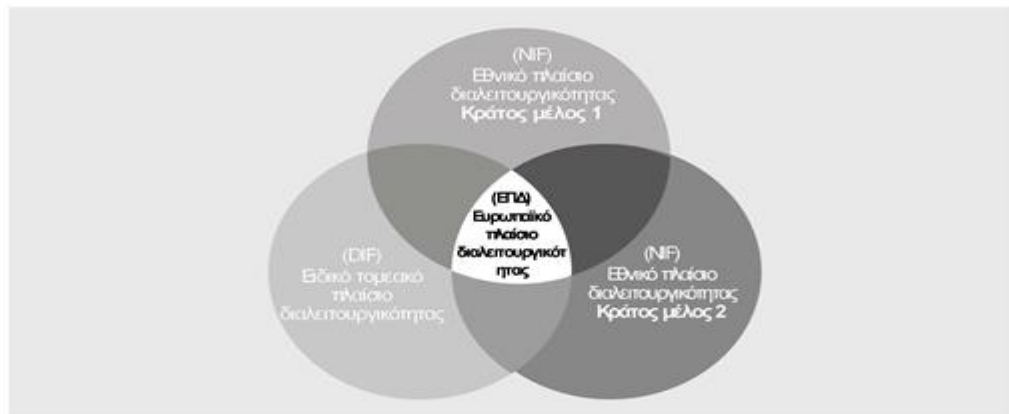 (NIF)
Εθνικό πλαίσιο
διαλειτουργικότητας
Κράτος μέλος 1
(ΕΠΔ)
Ευρωπαϊκό
πλαίσιο
διαλειτουργικότ
ητας
(DIF)
Ειδικό τομεακό
πλαίσιο
διαλειτουργικότητας
(NIF)
Εθνικό πλαίσιο
διαλειτουργικότητας
Κράτος μέλος 2